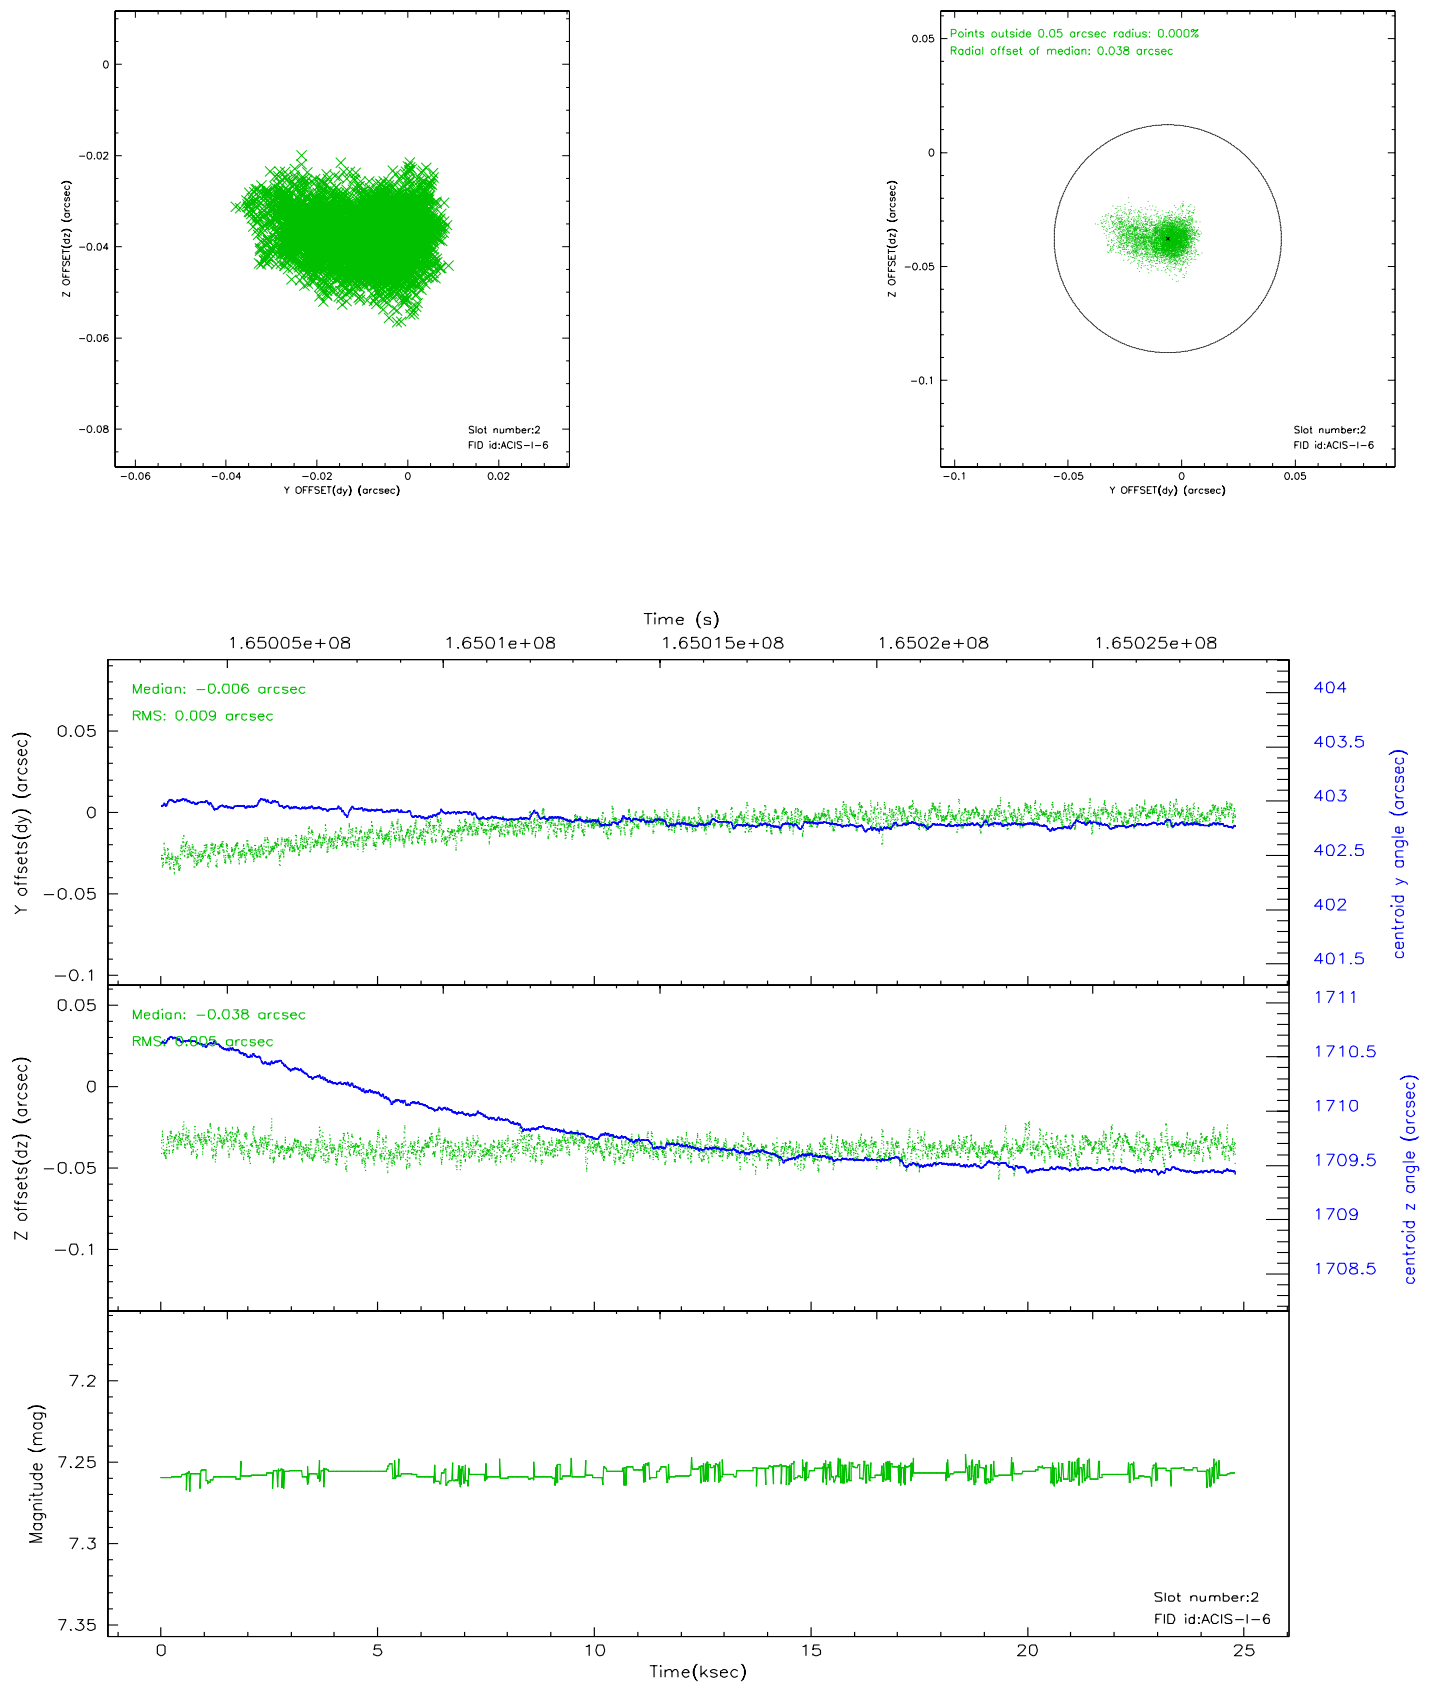 0
-0.02
-0.04
-0.06
-0.08
Z OFFSET(dz) (arcsec)
-0.06 -0.04 -0.02 0 0.02
Y OFFSET(dy) (arcsec)
Slot number:2
FID id:ACIS-I-6
Points outside 0.05 arcsec radius: 0.000%
Radial offset of median: 0.038 arcsec
0.05
0
-0.05
-0.1
Z OFFSET(dz) (arcsec)
-0.1 -0.05 0 0.05
Y OFFSET(dy) (arcsec)
Slot number:2
FID id:ACIS-I-6
Time (s)
1.65005e+08 1.6501e+08 1.65015e+08 1.6502e+08 1.65025e+08
Median: -0.006 arcsec
RMS: 0.009 arcsec
0.05
0
-0.05
-0.1
Y offsets(dy) (arcsec)
404
403.5
403
402.5
402
401.5
centroid y angle (arcsec)
Median: -0.038 arcsec
RMS: 0.005 arcsec
0.05
0
-0.05
-0.1
Z offsets(dz) (arcsec)
1711
1710.5
1710
1709.5
1709
1708.5
centroid z angle (arcsec)
7.2
7.25
7.3
7.35
Magnitude (mag)
Slot number:2
FID id:ACIS-I-6
0 5 10 15 20 25
Time(ksec)